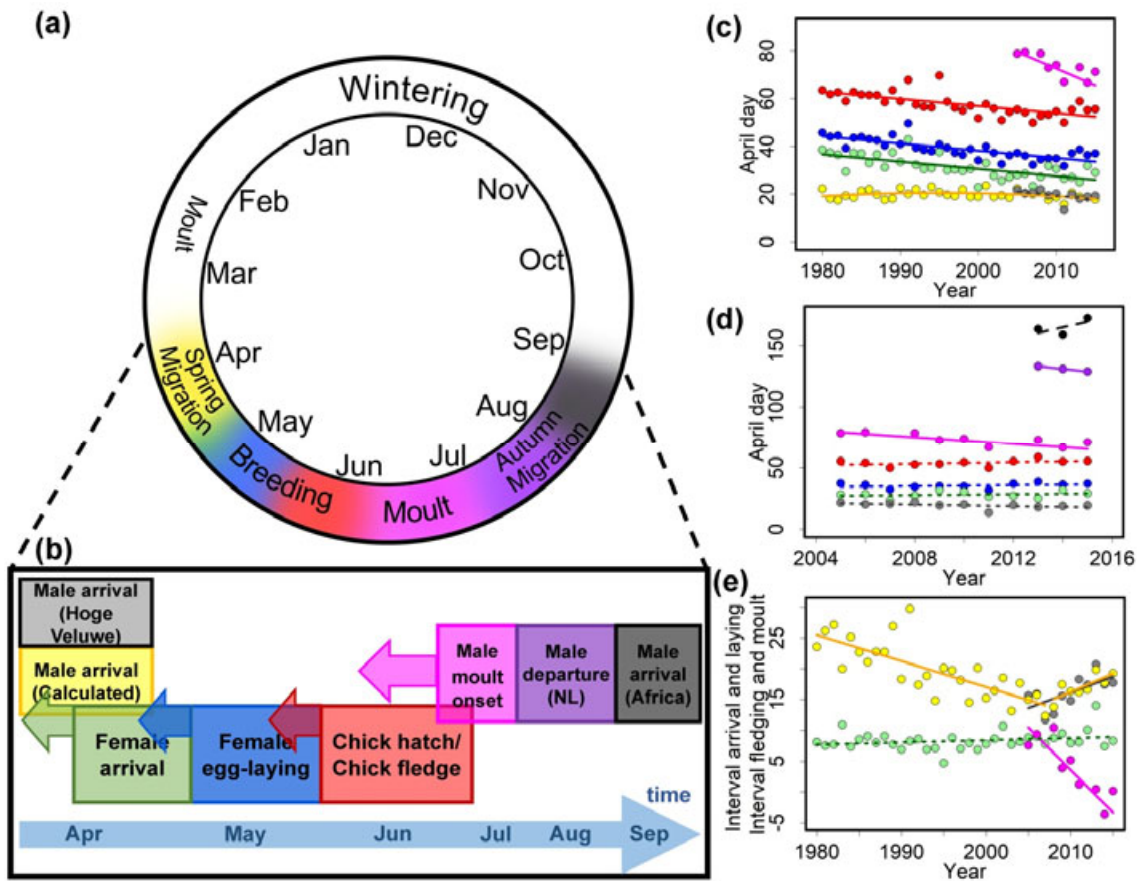 (a)
Wintering
Jan
Dec
Feb
Nov
Moult
Mar
Oct
Apr
Sep
Spring
Migration
May
Aug
Autumn
Migration
Jun
Jul
Breeding
Moult
(b)
Male arrival
(Hoge
Veluwe)
Male arrival
(Calculated)
Male
moult
onset
Male
departure
(NL)
Male
arrival
(Africa)
Female
arrival
Female
egg-laying
Chick hatch/
Chick fledge
time
Apr
May
Jun
Jul
Aug
Sep
(c)
April day
0
20
40
60
80
1980
1990
2000
2010
Year
(d)
April day
0
50
100
150
2004
2008
2012
2016
Year
(e)
Interval arrival and laying
Interval fledging and moult
-5
5
15
25
1980
1990
2000
2010
Year